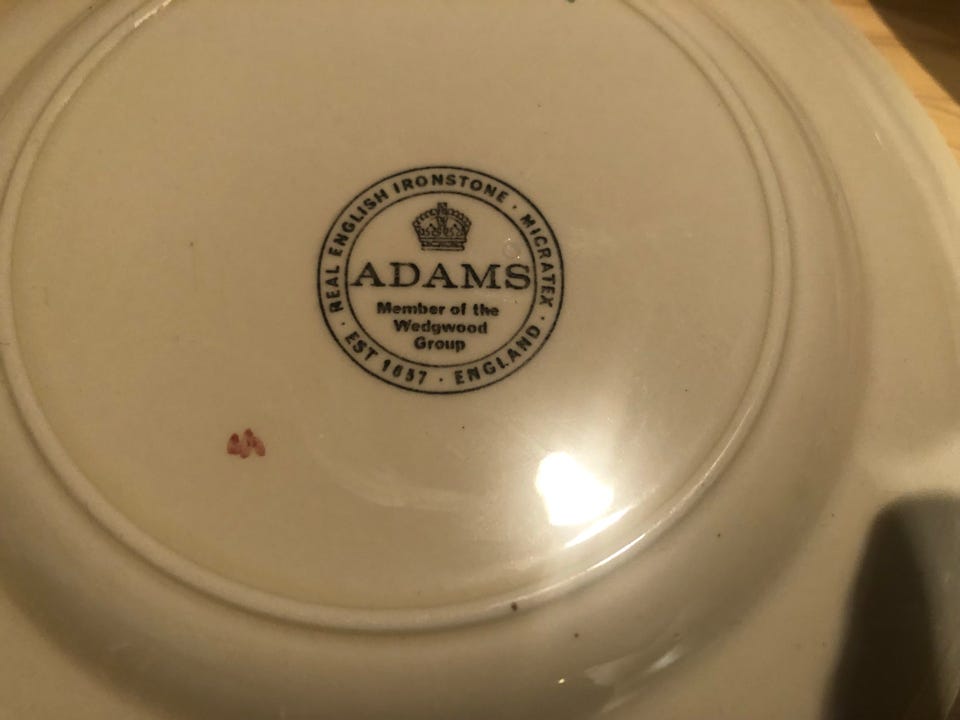 REAL ENGLISH IRONSTONE · MICRATEX ·
ADAMS
Member of the
Wedgwood
Group
· EST 1657 · ENGLAND